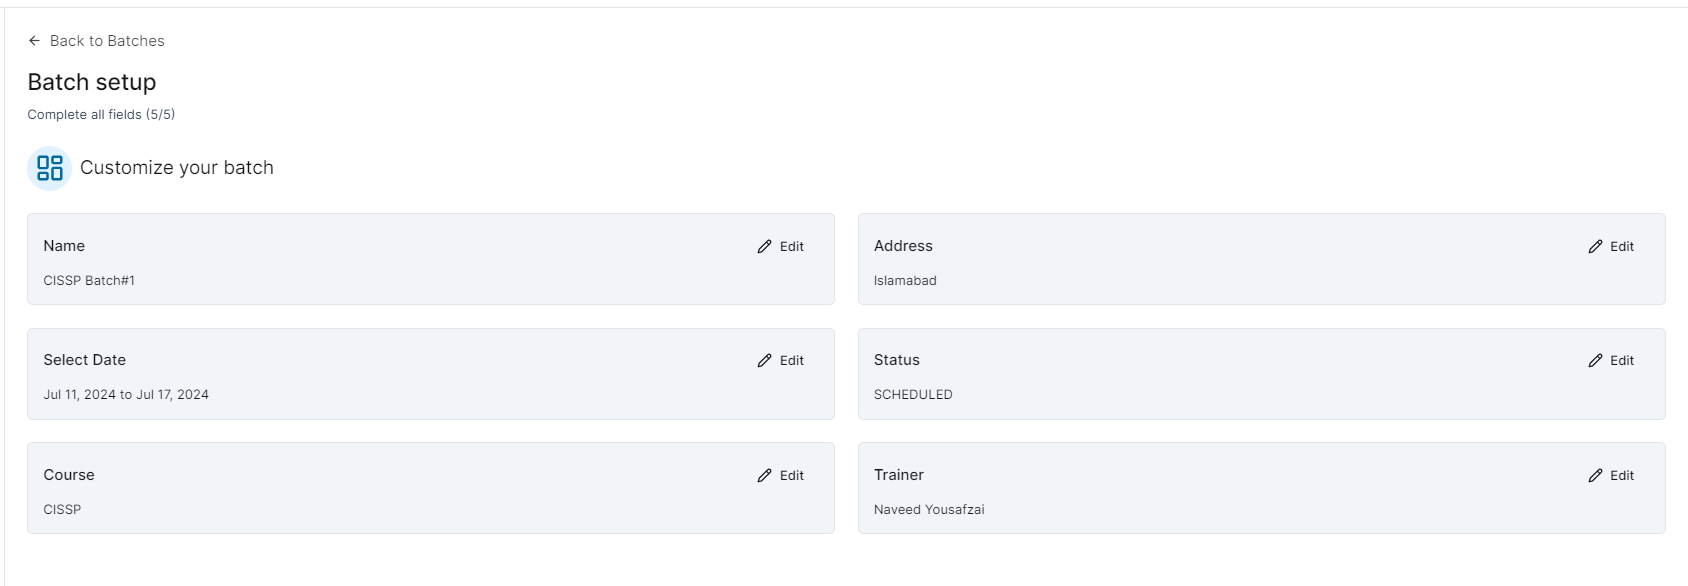 Back to Batches
Batch setup
Complete all fields (5/5)
Customize your batch
Name
Edit
CISSP Batch#1
Address
Edit
Islamabad
Select Date
Edit
Jul 11, 2024 to Jul 17, 2024
Status
Edit
SCHEDULED
Course
Edit
CISSP
Trainer
Edit
Naveed Yousafzai